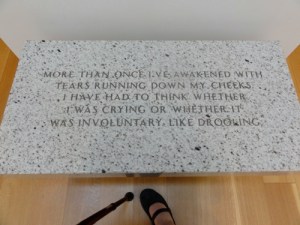 MORE THAN ONCE I'VE AWAKENED WITH
TEARS RUNNING DOWN MY CHEEKS.
I HAVE HAD TO THINK WHETHER
I WAS CRYING OR WHETHER IT
WAS INVOLUNTARY, LIKE DROOLING.